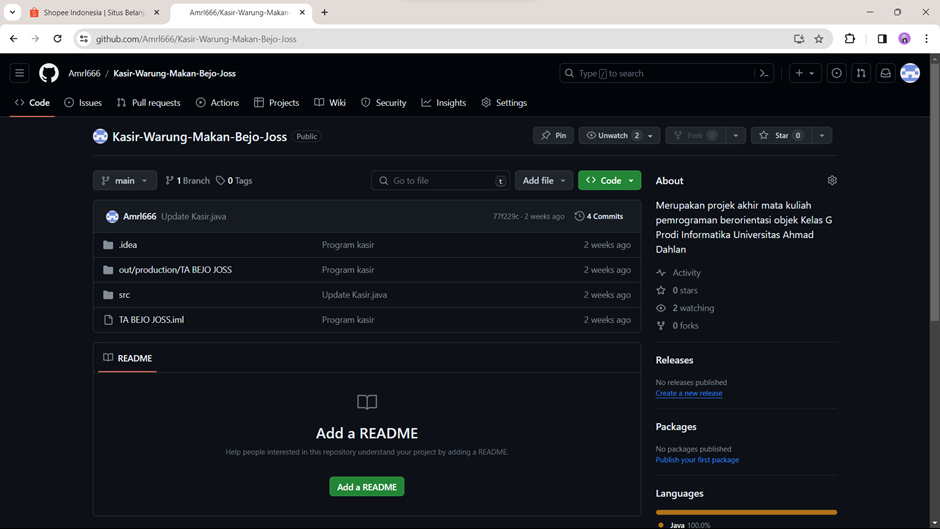 Shopee Indonesia | Situs Belanj
Amrl666/Kasir-Warung-Makan-
github.com/Amrl666/Kasir-Warung-Makan-Bejo-Joss
Amrl666 / Kasir-Warung-Makan-Bejo-Joss
Type / to search
Code Issues Pull requests Actions Projects Wiki Security Insights Settings
Kasir-Warung-Makan-Bejo-Joss Public
Pin Unwatch 2 Fork 0 Star 0
main 1 Branch 0 Tags
Go to file t
Add file
Code
Amrl666 Update Kasir.java 77f229c · 2 weeks ago 4 Commits
.idea Program kasir 2 weeks ago
out/production/TA BEJO JOSS Program kasir 2 weeks ago
src Update Kasir.java 2 weeks ago
TA BEJO JOSS.iml Program kasir 2 weeks ago
README
Add a README
Help people interested in this repository understand your project by adding a README.
Add a README
About
Merupakan projek akhir mata kuliah
pemrograman berorientasi objek Kelas G
Prodi Informatika Universitas Ahmad
Dahlan
Activity
0 stars
2 watching
0 forks
Releases
No releases published
Create a new release
Packages
No packages published
Publish your first package
Languages
Java 100.0%